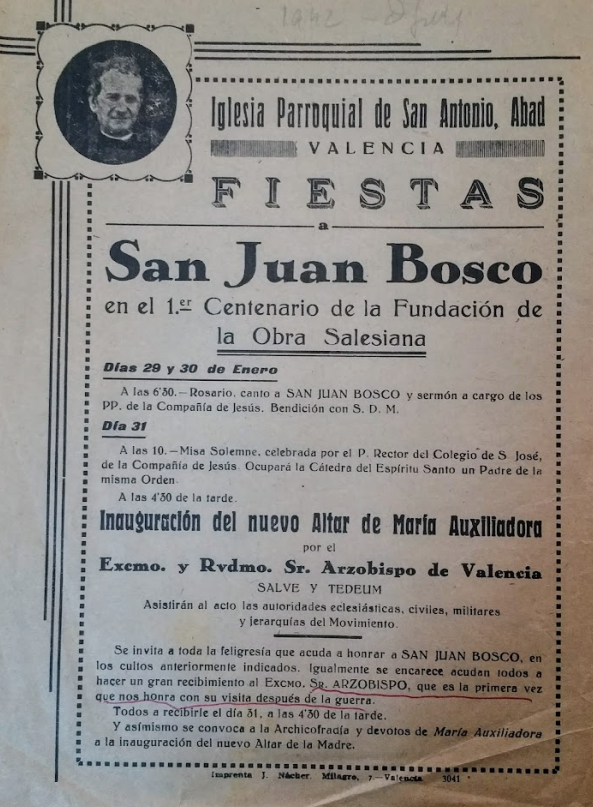 1942
Iglesia Parroquial de San Antonio, Abad
VALENCIA
FIESTAS
a
San Juan Bosco
en el 1.er Centenario de la Fundación de
la Obra Salesiana
Días 29 y 30 de Enero
A las 6'30.—Rosario, canto a SAN JUAN BOSCO y sermón a cargo de los
PP. de la Compañía de Jesús. Bendición con S. D. M.
Día 31
A las 10.—Misa Solemne, celebrada por el P. Rector del Colegio de S. José,
de la Compañía de Jesús. Ocupará la Cátedra del Espíritu Santo un Padre de la
misma Orden.
A las 4'30 de la tarde.
Inauguración del nuevo Altar de María Auxiliadora
por el
Excmo. y Rvdmo. Sr. Arzobispo de Valencia
SALVE Y TEDEUM
Asistirán al acto las autoridades eclesiásticas, civiles, militares
y jerarquías del Movimiento.
Se invita a toda la feligresía que acuda a honrar a SAN JUAN BOSCO, en
los cultos anteriormente indicados. Igualmente se encarece acudan todos a
hacer un gran recibimiento al EXCMO. SR. ARZOBISPO, que es la primera vez
que nos honra con su visita después de la guerra.
Todos a recibirle el día 31, a las 4'30 de la tarde.
Y asimismo se convoca a la Archicofradía y devotos de María Auxiliadora
a la inauguración del nuevo Altar de la Madre.
Imprenta J. Nácher. Milagro, 7.—Valencia 3041